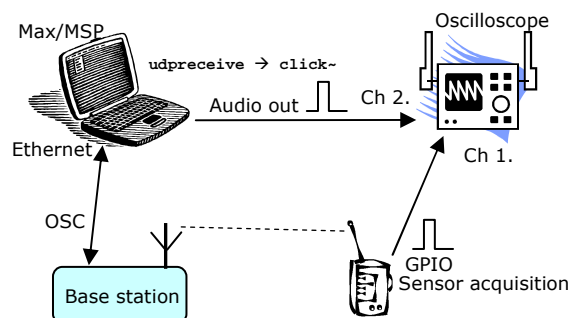 Max/MSP
Oscilloscope
udpreceive → click~
Audio out
Ch 2.
Ethernet
Ch 1.
OSC
GPIO
Sensor acquisition
Base station